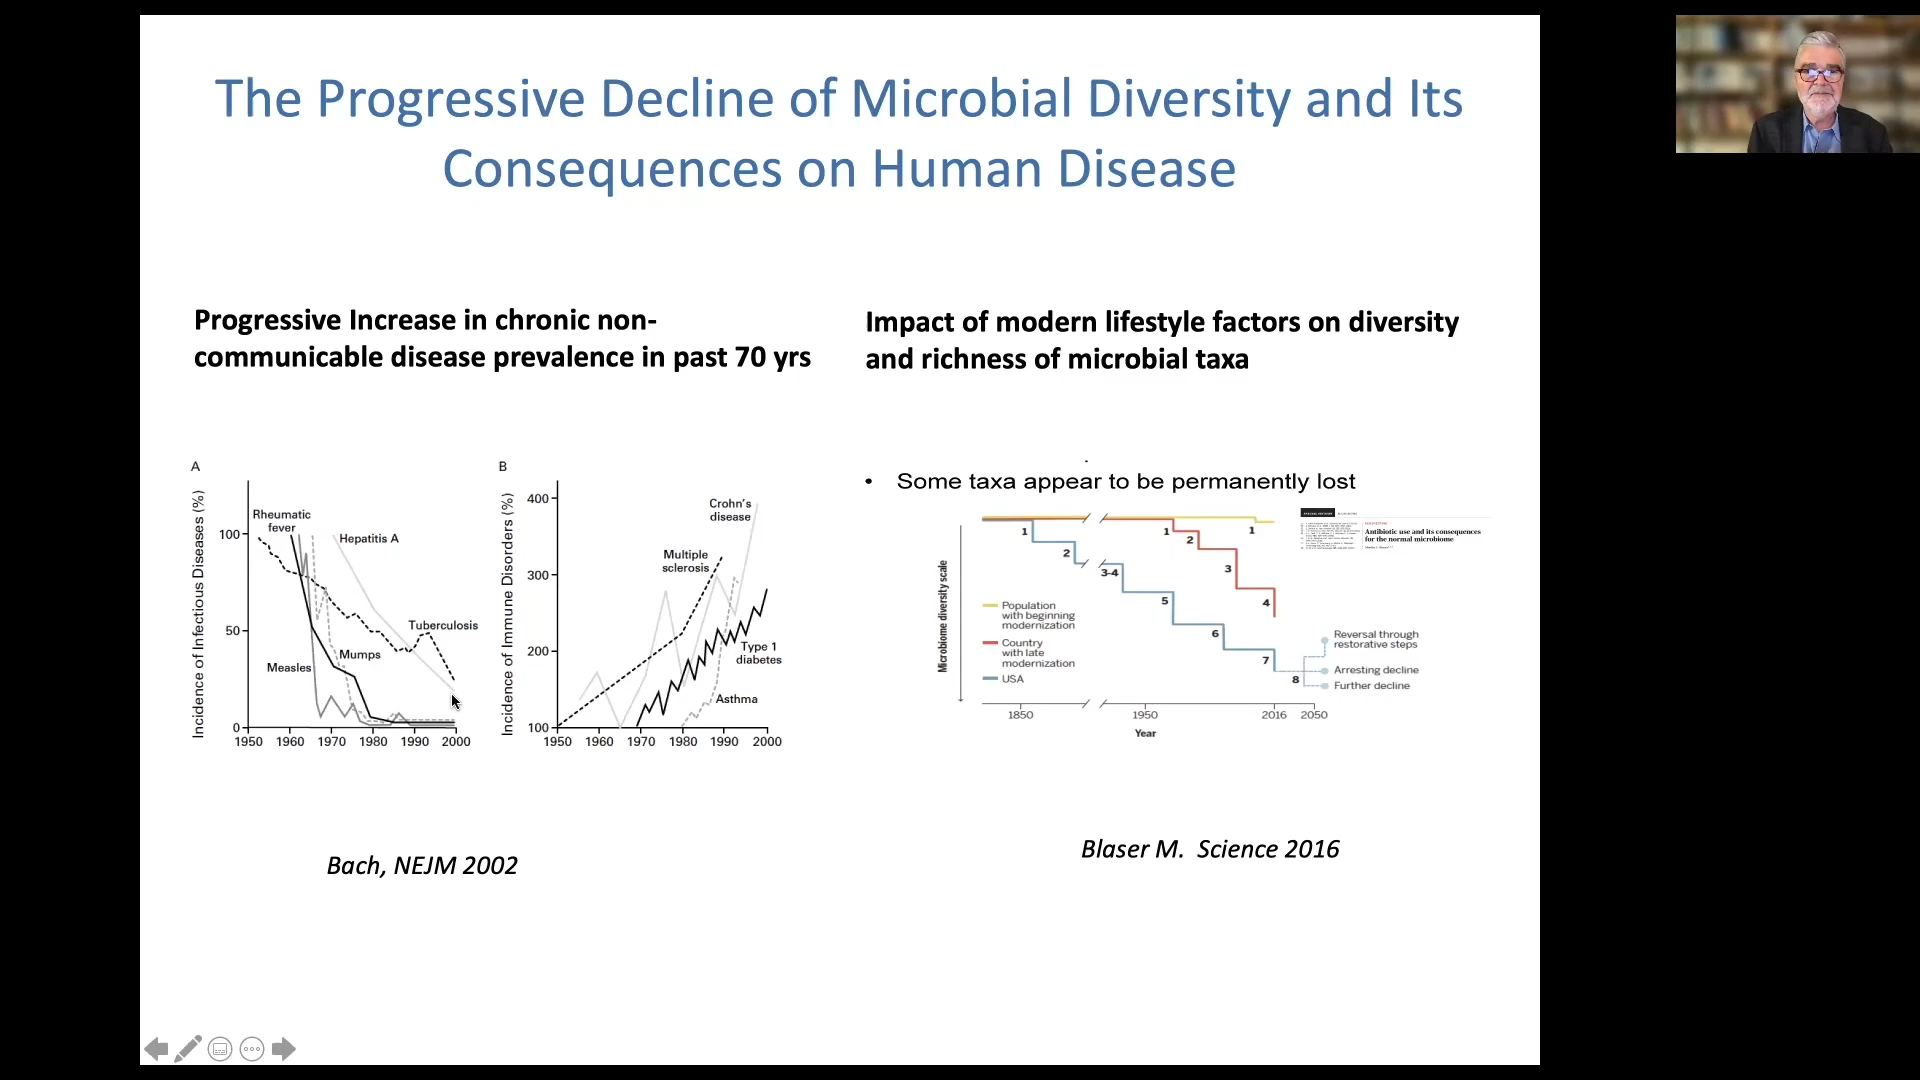 The Progressive Decline of Microbial Diversity and Its
Consequences on Human Disease
Progressive Increase in chronic non-
communicable disease prevalence in past 70 yrs
A
Incidence of Infectious Diseases (%)
100
50
0
Rheumatic
fever
Hepatitis A
Tuberculosis
Mumps
Measles
1950 1960 1970 1980 1990 2000
B
Incidence of Immune Disorders (%)
400
300
200
100
Crohn's
disease
Multiple
sclerosis
Type 1
diabetes
Asthma
1950 1960 1970 1980 1990 2000
Bach, NEJM 2002
Impact of modern lifestyle factors on diversity
and richness of microbial taxa
• Some taxa appear to be permanently lost
Antibiotic use and its consequences
for the normal microbiome
Microbiome diversity scale
1
2
3-4
5
6
7
8
1
2
3
4
1
Population
with beginning
modernization
Country
with late
modernization
USA
Reversal through
restorative steps
Arresting decline
Further decline
1850 1950 2016 2050
Year
Blaser M. Science 2016